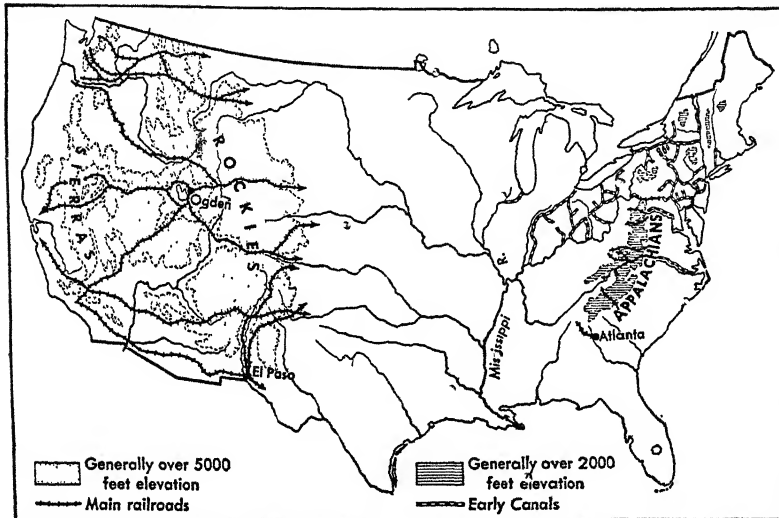 ROCKIES
SIERRAS
Ogden
APPALACHIANS
Atlanta
Mississippi
R
El Paso
Generally over 5000
feet elevation
Main railroads
Generally over 2000
feet elevation
Early Canals